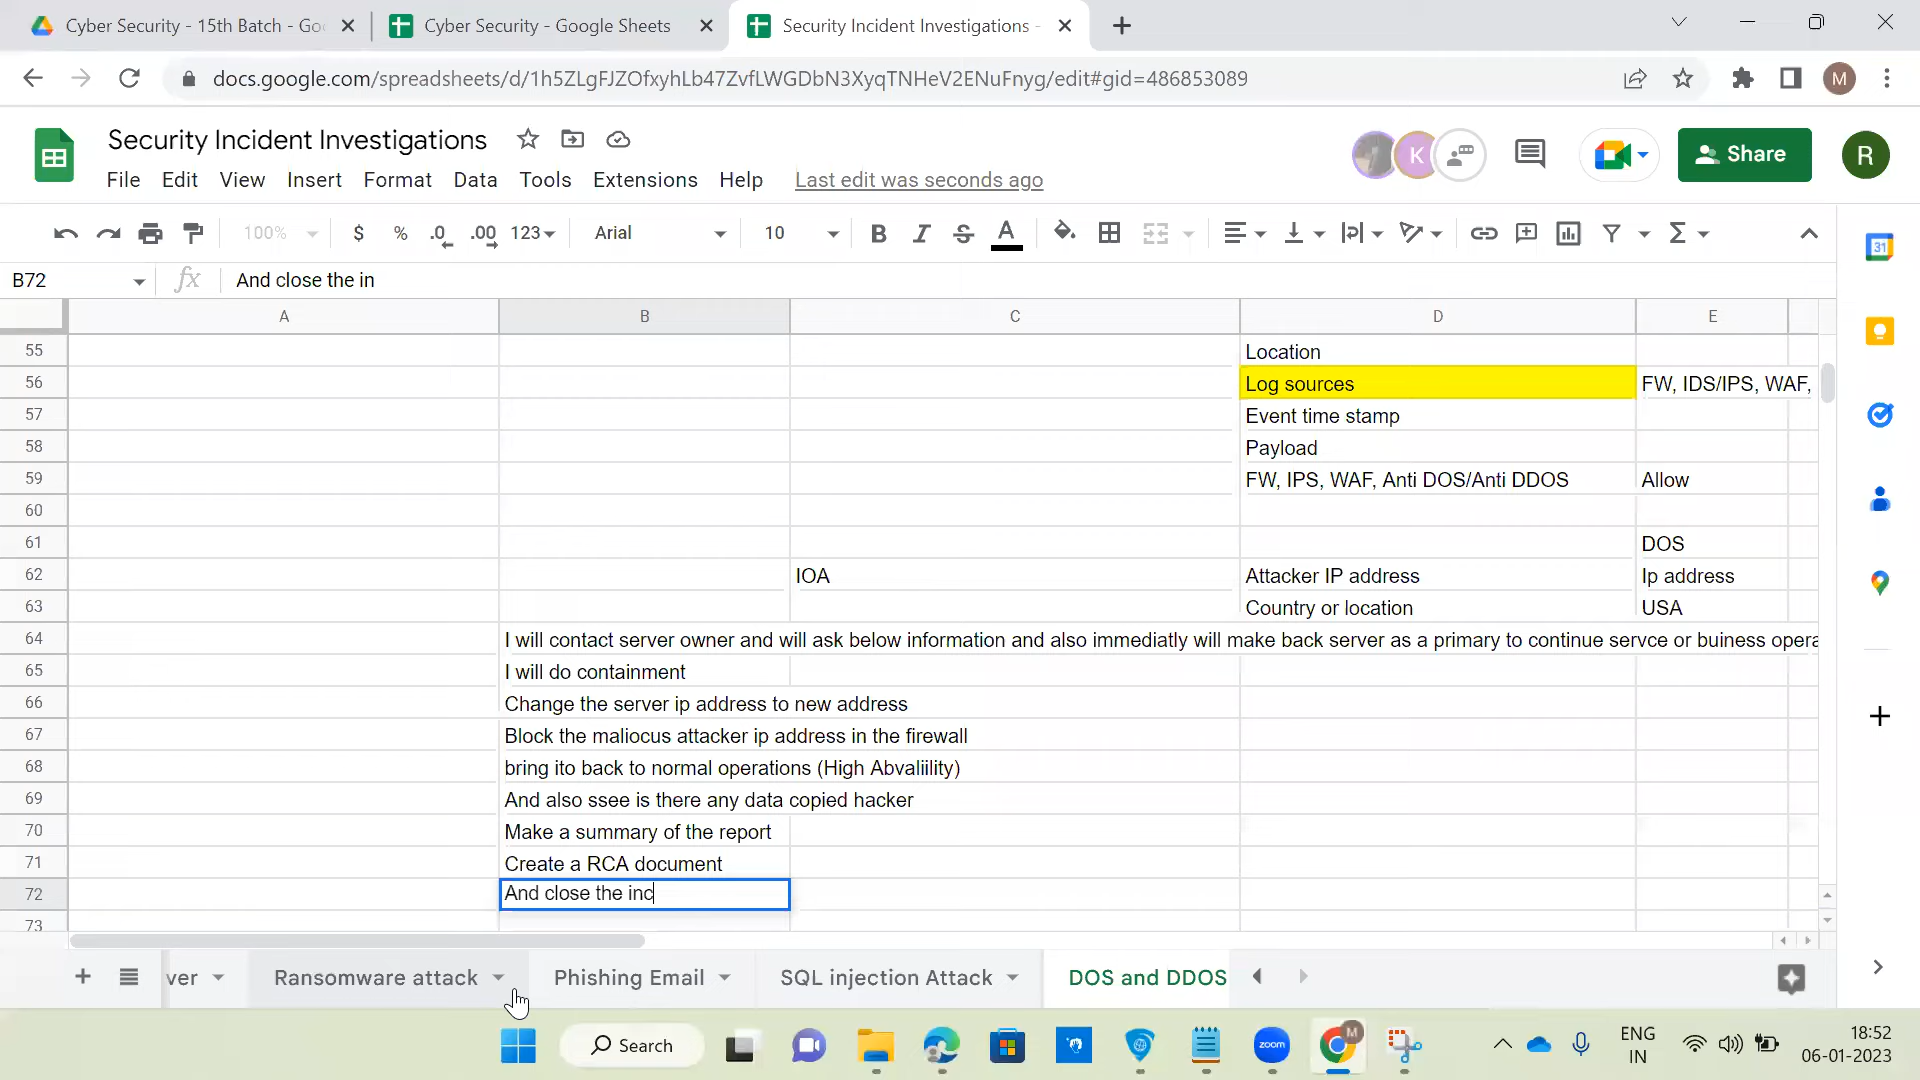 Cyber Security - 15th Batch - Go
Cyber Security - Google Sheets
Security Incident Investigations -
docs.google.com/spreadsheets/d/1h5ZLgFJZOfxyhLb47ZvfLWGDbN3XyqTNHeV2ENuFnyg/edit#gid=486853089
M
Security Incident Investigations
K
Share
R
File Edit View Insert Format Data Tools Extensions Help Last edit was seconds ago
100% $ % .0 .00 123 Arial 10 B I S A
31
B72 fx And close the in
A B C D E
55 Location
56 Log sources FW, IDS/IPS, WAF,
57 Event time stamp
58 Payload
59 FW, IPS, WAF, Anti DOS/Anti DDOS Allow
60
61 DOS
62 IOA Attacker IP address Ip address
63 Country or location USA
64 I will contact server owner and will ask below information and also immediatly will make back server as a primary to continue servce or buiness opera
65 I will do containment
66 Change the server ip address to new address
67 Block the maliocus attacker ip address in the firewall
68 bring ito back to normal operations (High Abvaliility)
69 And also ssee is there any data copied hacker
70 Make a summary of the report
71 Create a RCA document
72 And close the inc
73
ver Ransomware attack Phishing Email SQL injection Attack DOS and DDOS
Search
zoom
M
ENG
IN
18:52
06-01-2023